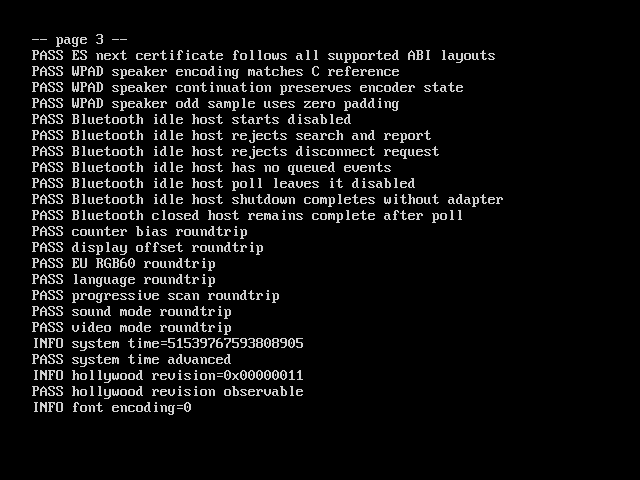 -- page 3 --
PASS ES next certificate follows all supported ABI layouts
PASS WPAD speaker encoding matches C reference
PASS WPAD speaker continuation preserves encoder state
PASS WPAD speaker odd sample uses zero padding
PASS Bluetooth idle host starts disabled
PASS Bluetooth idle host rejects search and report
PASS Bluetooth idle host rejects disconnect request
PASS Bluetooth idle host has no queued events
PASS Bluetooth idle host poll leaves it disabled
PASS Bluetooth idle host shutdown completes without adapter
PASS Bluetooth closed host remains complete after poll
PASS counter bias roundtrip
PASS display offset roundtrip
PASS EU RGB60 roundtrip
PASS language roundtrip
PASS progressive scan roundtrip
PASS sound mode roundtrip
PASS video mode roundtrip
INFO system time=51539767593808905
PASS system time advanced
INFO hollywood revision=0x00000011
PASS hollywood revision observable
INFO font encoding=0